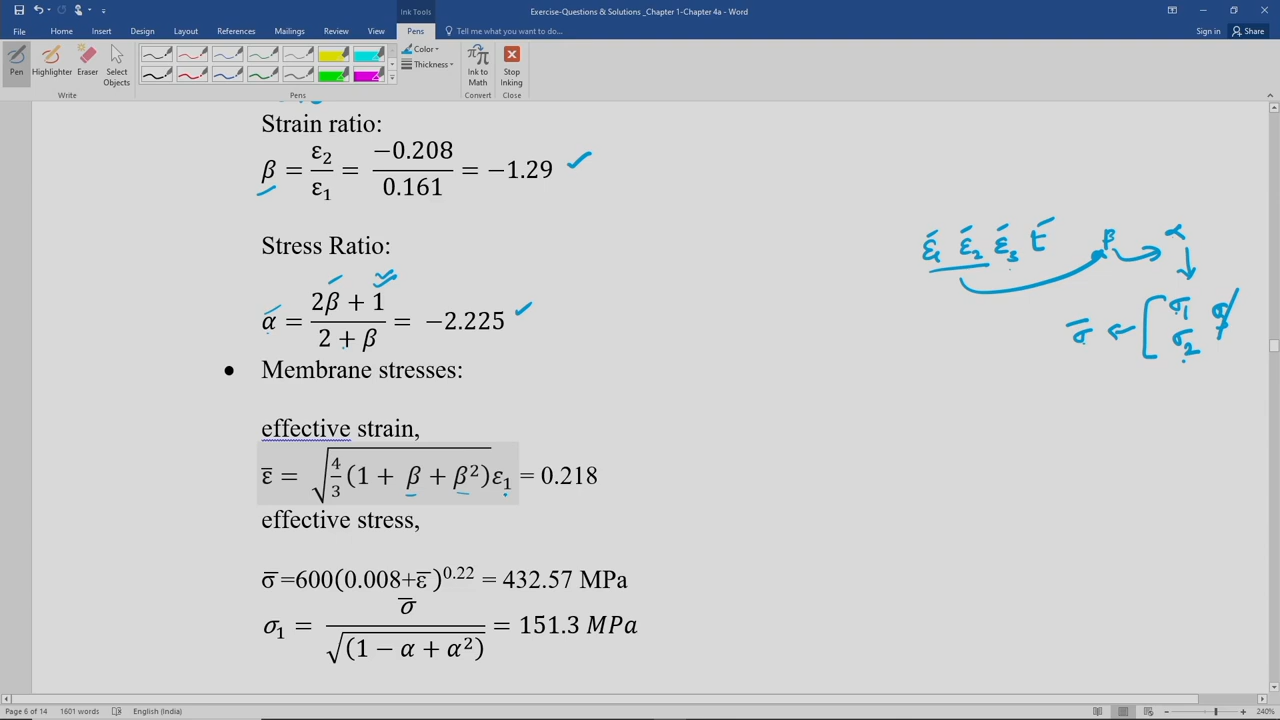 Ink Tools
Exercise-Questions & Solutions _Chapter 1-Chapter 4a - Word
File Home Insert Design Layout References Mailings Review View Pens Tell me what you want to do... Sign in Share
Pen Highlighter Eraser Select Objects
Color
Thickness
Ink to Math
Stop Inking
Write Pens Convert Close
Strain ratio:
β = ε₂/ε₁ = −0.208/0.161 = −1.29 ✓
ε̄₁ ε̄₂ ε̄₃ t̄ β α
Stress Ratio:
α = (2β + 1)/(2 + β) = −2.225 ✓
σ̄ ← [σ₁ σ₂
• Membrane stresses:
effective strain,
ε̄ = √(4/3 (1 + β + β²)) ε₁ = 0.218
effective stress,
σ̄ =600(0.008+ε̄ )^0.22 = 432.57 MPa
σ₁ = σ̄/√((1 − α + α²)) = 151.3 MPa
Page 6 of 14 1601 words English (India) 240%